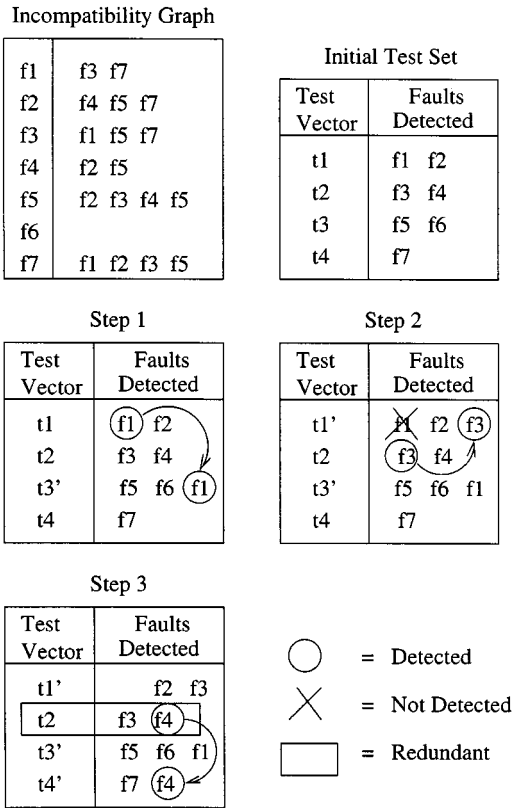 Incompatibility Graph
f1 f3 f7
f2 f4 f5 f7
f3 f1 f5 f7
f4 f2 f5
f5 f2 f3 f4 f5
f6
f7 f1 f2 f3 f5
Initial Test Set
Test Vector Faults Detected
t1 f1 f2
t2 f3 f4
t3 f5 f6
t4 f7
Step 1
Test Vector Faults Detected
t1 f1 f2
t2 f3 f4
t3' f5 f6 f1
t4 f7
Step 2
Test Vector Faults Detected
t1' f1 f2 f3
t2 f3 f4
t3' f5 f6 f1
t4 f7
Step 3
Test Vector Faults Detected
t1' f2 f3
t2 f3 f4
t3' f5 f6 f1
t4' f7 f4
= Detected
= Not Detected
= Redundant